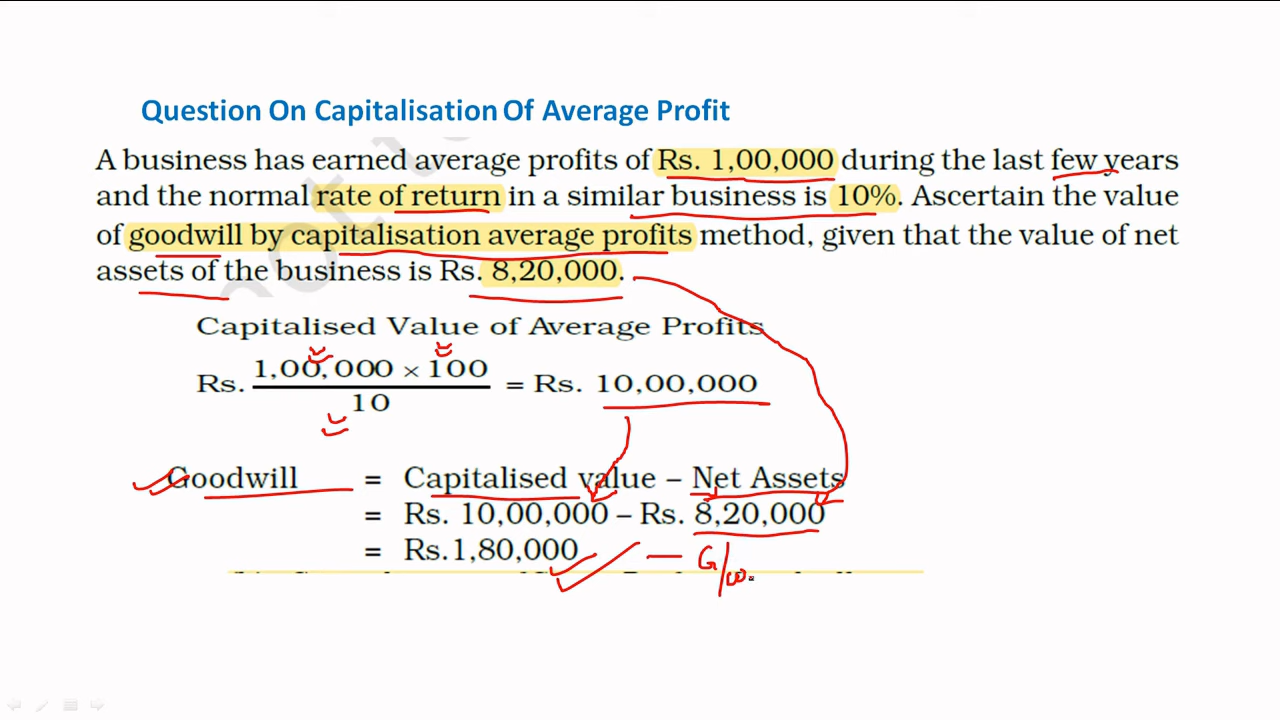 Question On Capitalisation Of Average Profit
A business has earned average profits of Rs. 1,00,000 during the last few years
and the normal rate of return in a similar business is 10%. Ascertain the value
of goodwill by capitalisation average profits method, given that the value of net
assets of the business is Rs. 8,20,000.
Capitalised Value of Average Profits
Rs. 1,00,000 × 100 / 10 = Rs. 10,00,000
Goodwill = Capitalised value – Net Assets
= Rs. 10,00,000 – Rs. 8,20,000
= Rs.1,80,000 — G/w.